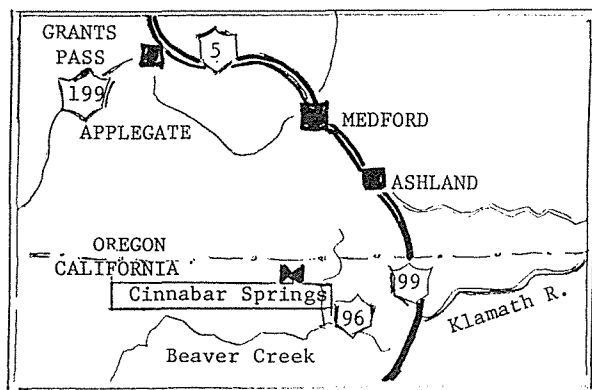 GRANTS
PASS
5
199
APPLEGATE
MEDFORD
ASHLAND
OREGON
CALIFORNIA
99
Cinnabar Springs
96
Klamath R.
Beaver Creek